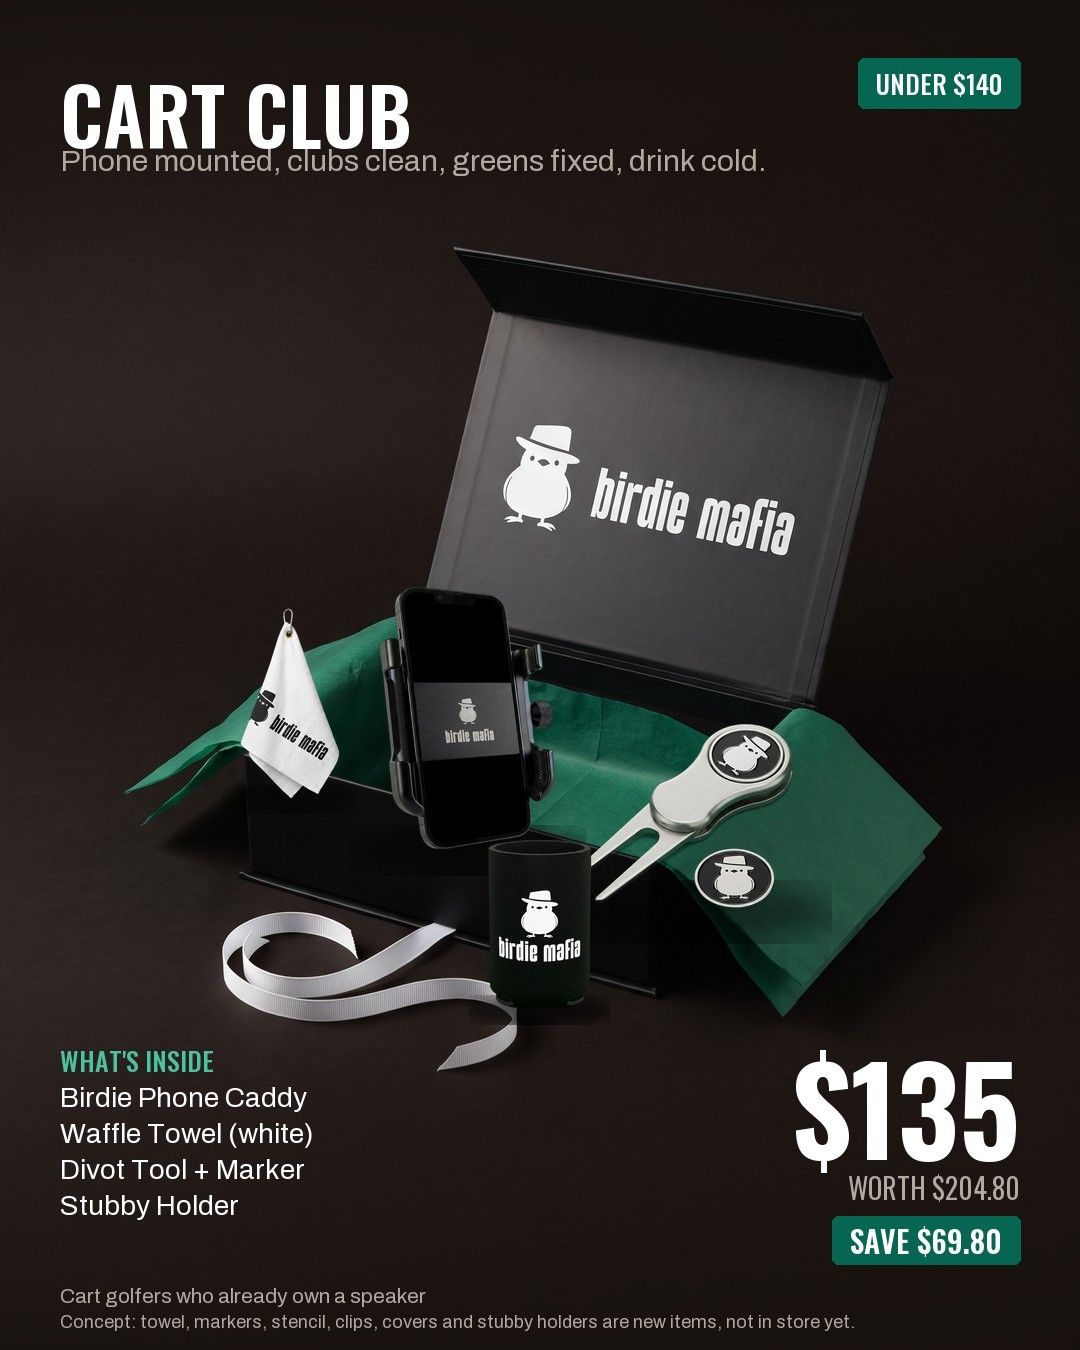 CART CLUB
UNDER $140
Phone mounted, clubs clean, greens fixed, drink cold.
birdie mafia
birdie mafia
birdie mafia
birdie mafia
WHAT'S INSIDE
Birdie Phone Caddy
Waffle Towel (white)
Divot Tool + Marker
Stubby Holder
$135
WORTH $204.80
SAVE $69.80
Cart golfers who already own a speaker
Concept: towel, markers, stencil, clips, covers and stubby holders are new items, not in store yet.